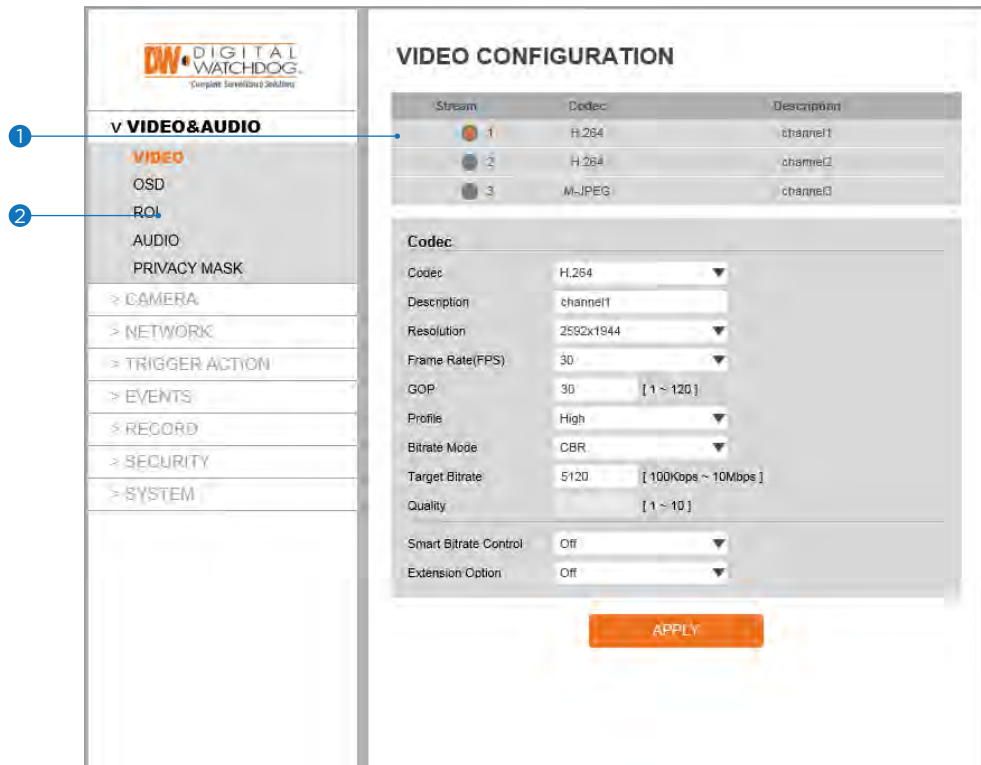 DW DIGITAL
WATCHDOG
Complete Surveillance Solutions
1
2
V VIDEO&AUDIO
VIDEO
OSD
ROI
AUDIO
PRIVACY MASK
> CAMERA
> NETWORK
> TRIGGER ACTION
> EVENTS
> RECORD
> SECURITY
> SYSTEM
VIDEO CONFIGURATION
Stream Codec Description
1 H.264 channel1
2 H.264 channel2
3 M-JPEG channel3
Codec
Codec H.264
Description channel1
Resolution 2592x1944
Frame Rate(FPS) 30
GOP 30 [ 1 ~ 120 ]
Profile High
Bitrate Mode CBR
Target Bitrate 5120 [ 100Kbps ~ 10Mbps ]
Quality [ 1 ~ 10 ]
Smart Bitrate Control Off
Extension Option Off
APPLY